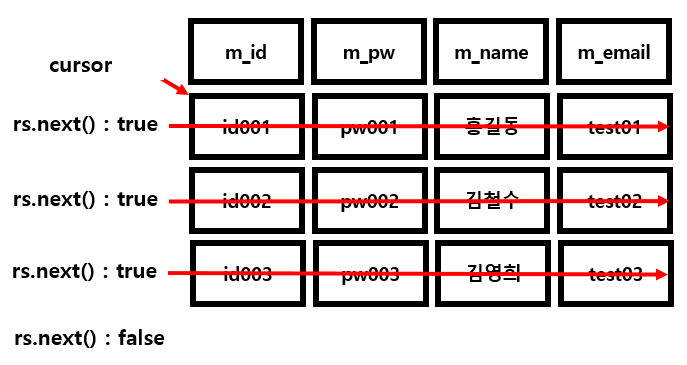 m_id m_pw m_name m_email
cursor
rs.next() : true id001 pw001 홍길동 test01
rs.next() : true id002 pw002 김철수 test02
rs.next() : true id003 pw003 김영희 test03
rs.next() : false